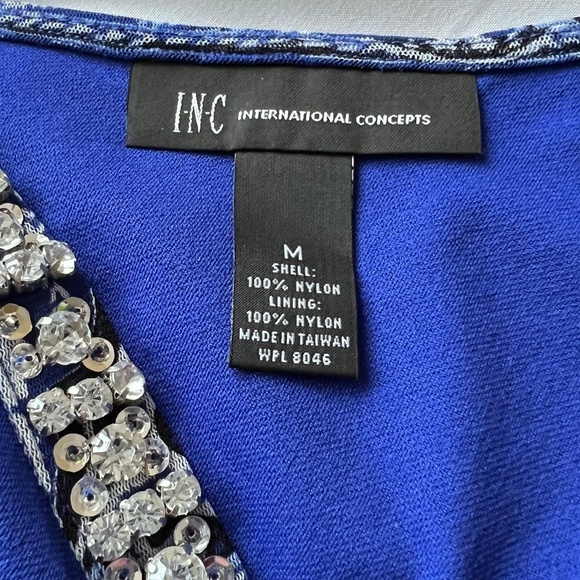 I·N·C INTERNATIONAL CONCEPTS
M
SHELL:
100% NYLON
LINING:
100% NYLON
MADE IN TAIWAN
WPL 8046